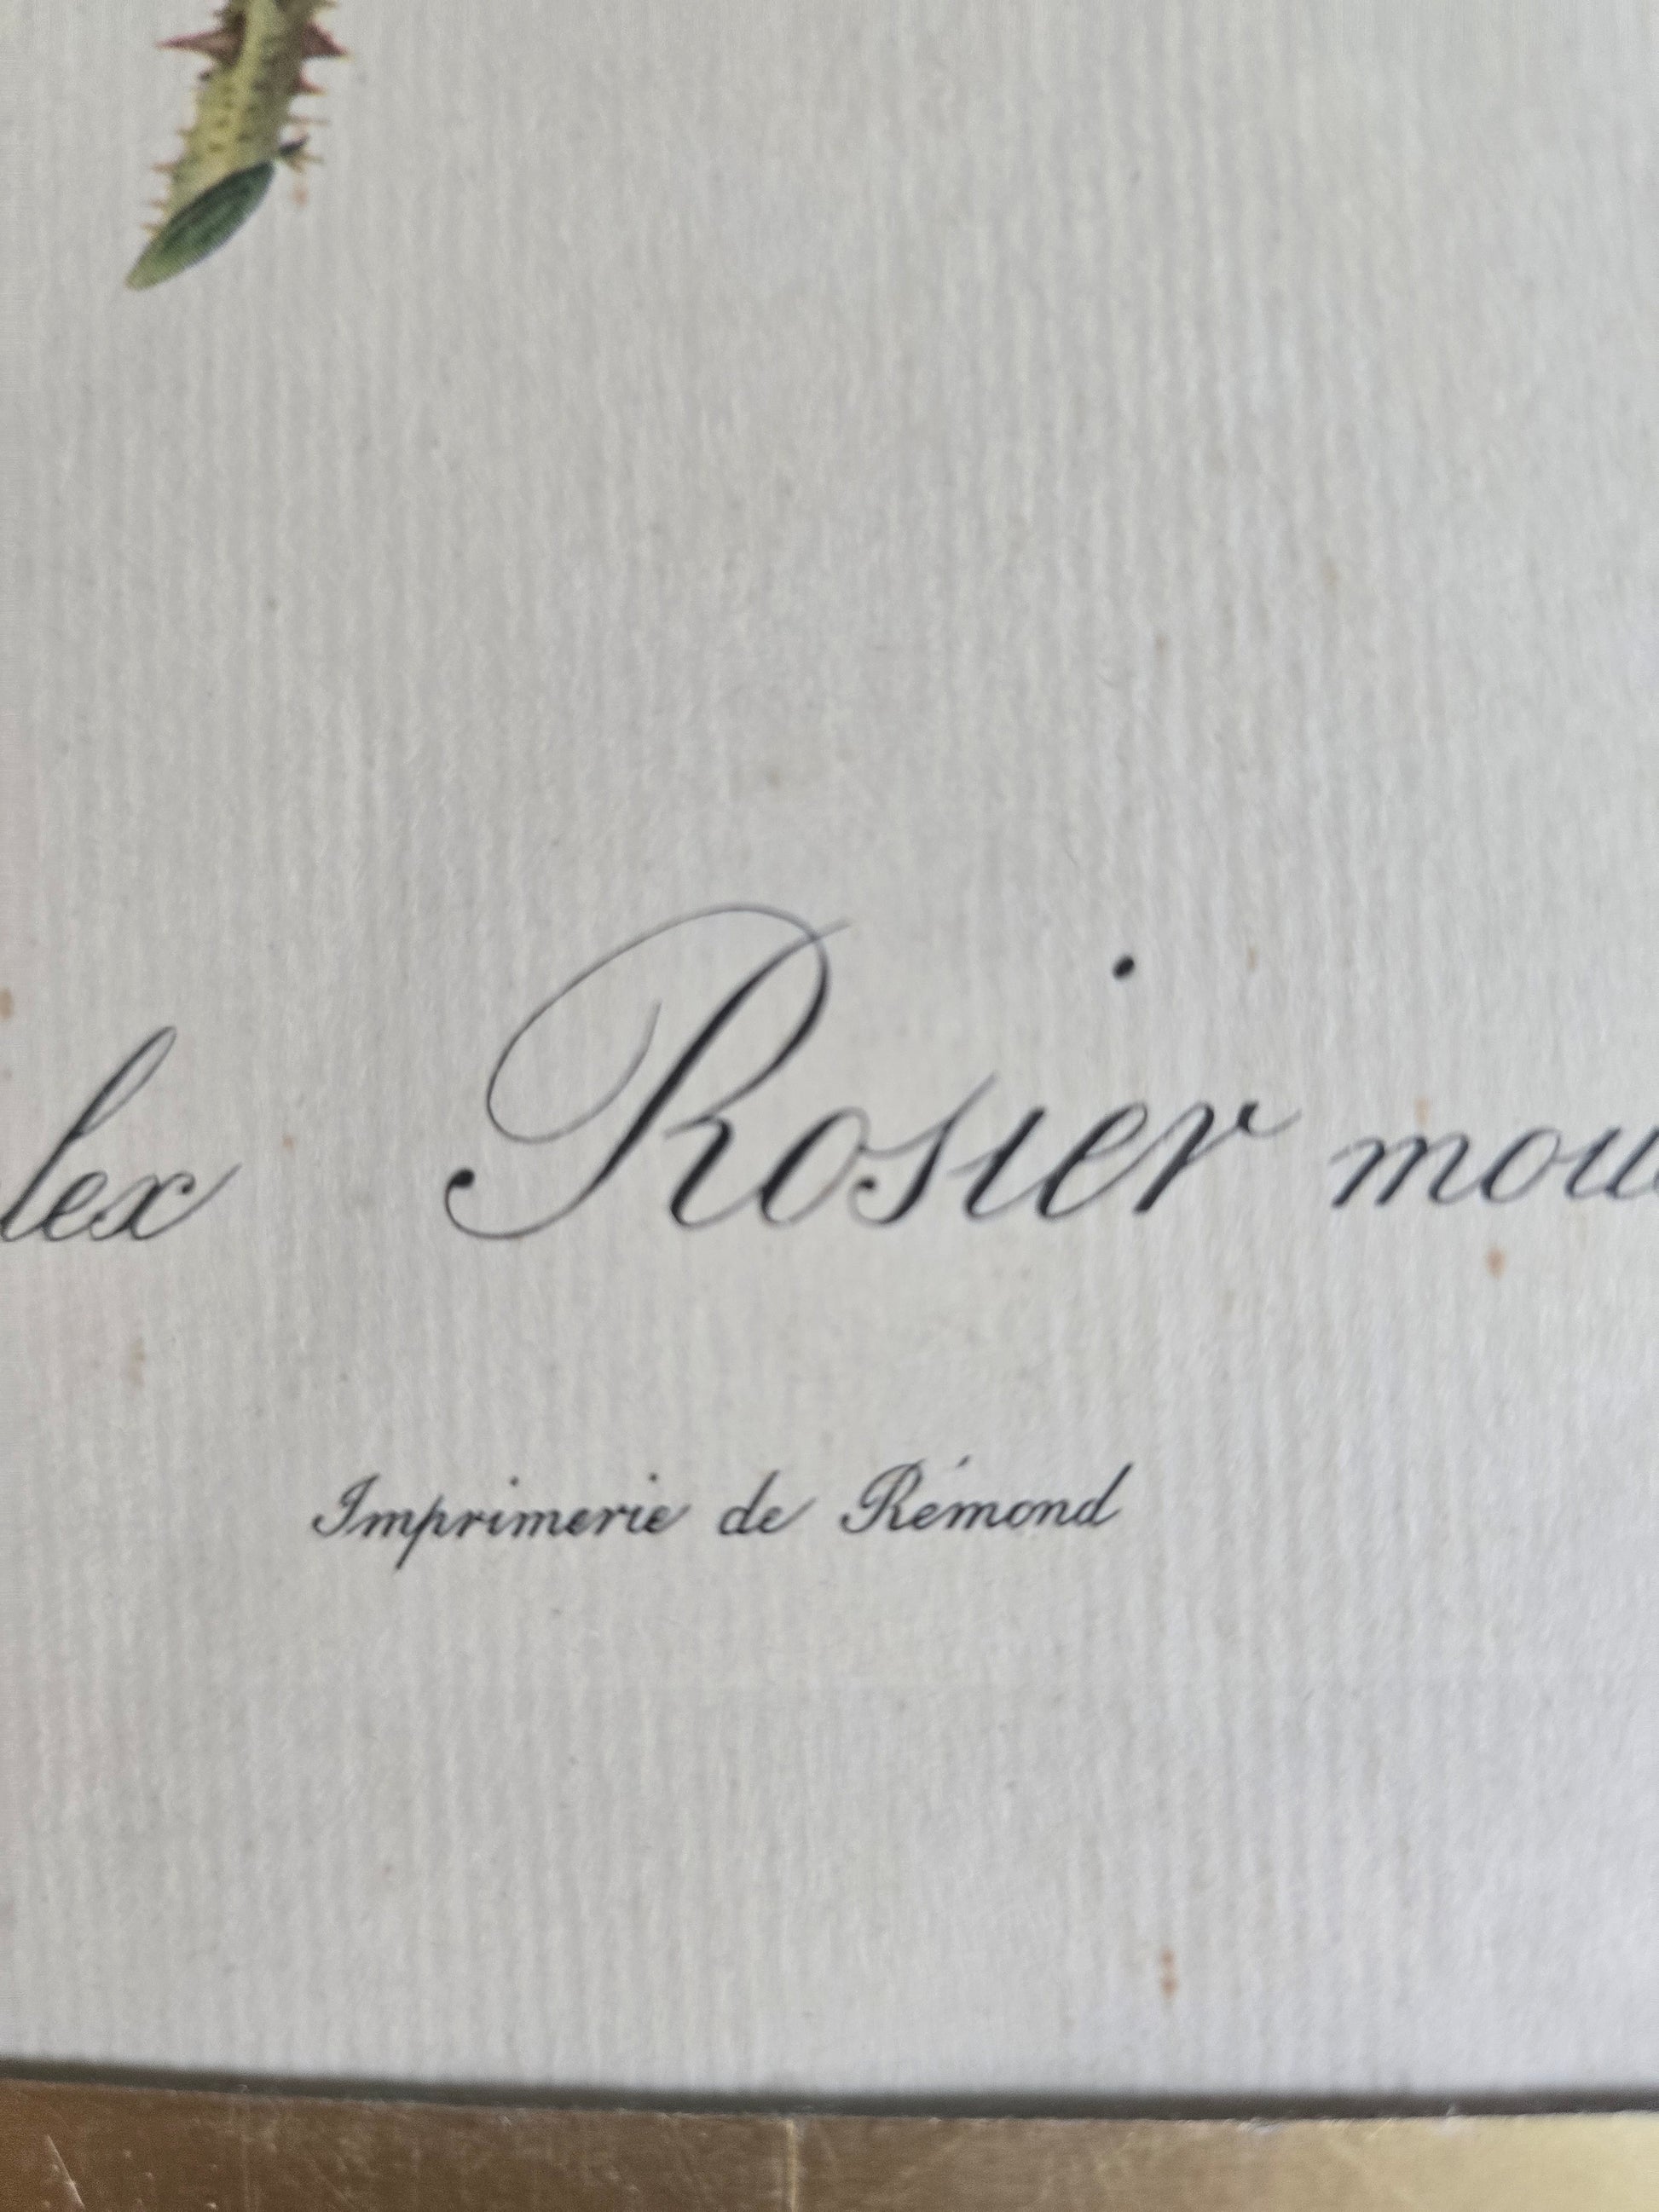 lex Rosier mou
Imprimerie de Rémond